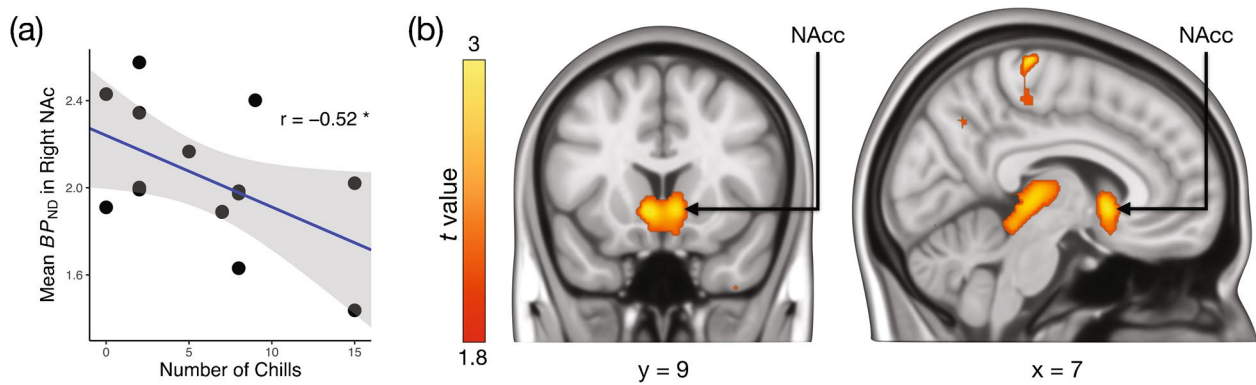 (a)
Mean BP_ND in Right NAc
2.4
2.0
1.6
r = −0.52 *
0 5 10 15
Number of Chills
(b)
3
t value
1.8
NAcc
y = 9
NAcc
x = 7